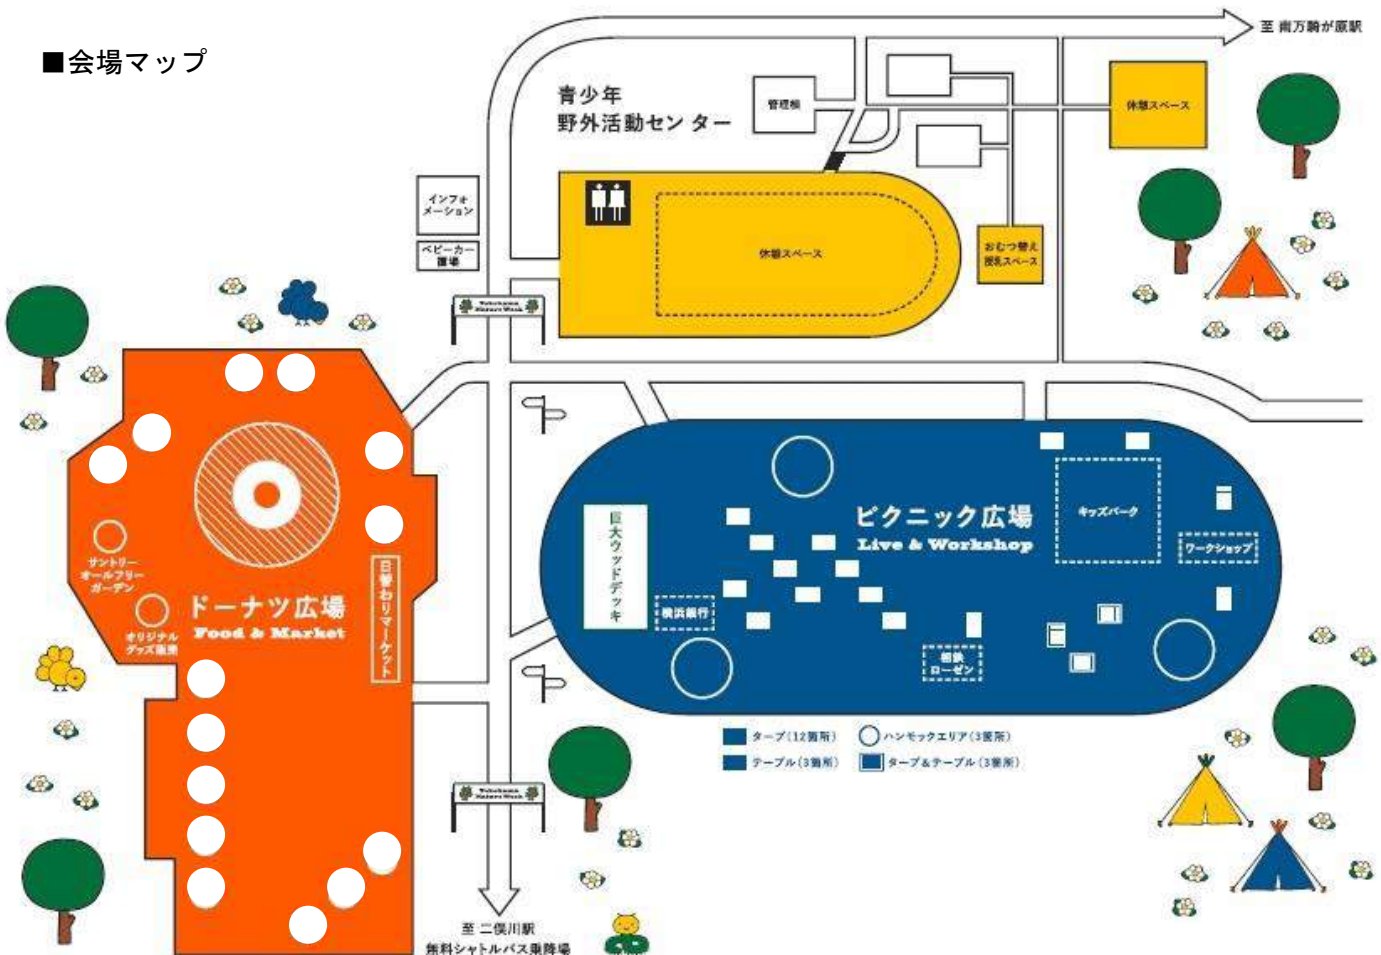 ■会場マップ
至 南万騎が原駅
青少年
野外活動センター
管理棟
休憩スペース
インフォ
メーション
ベビーカー
置場
休憩スペース
おむつ替え
授乳スペース
Yokohama
Nature Week
サントリー
オールフリー
ガーデン
オリジナル
グッズ販売
ドーナツ広場
Food & Market
日替わりマーケット
巨大ウッドデッキ
横浜銀行
ピクニック広場
Live & Workshop
キッズパーク
ワークショップ
相鉄
ローゼン
タープ(12箇所)
ハンモックエリア(3箇所)
テーブル(3箇所)
タープ&テーブル(3箇所)
Yokohama
Nature Week
至 二俣川駅
無料シャトルバス乗降場